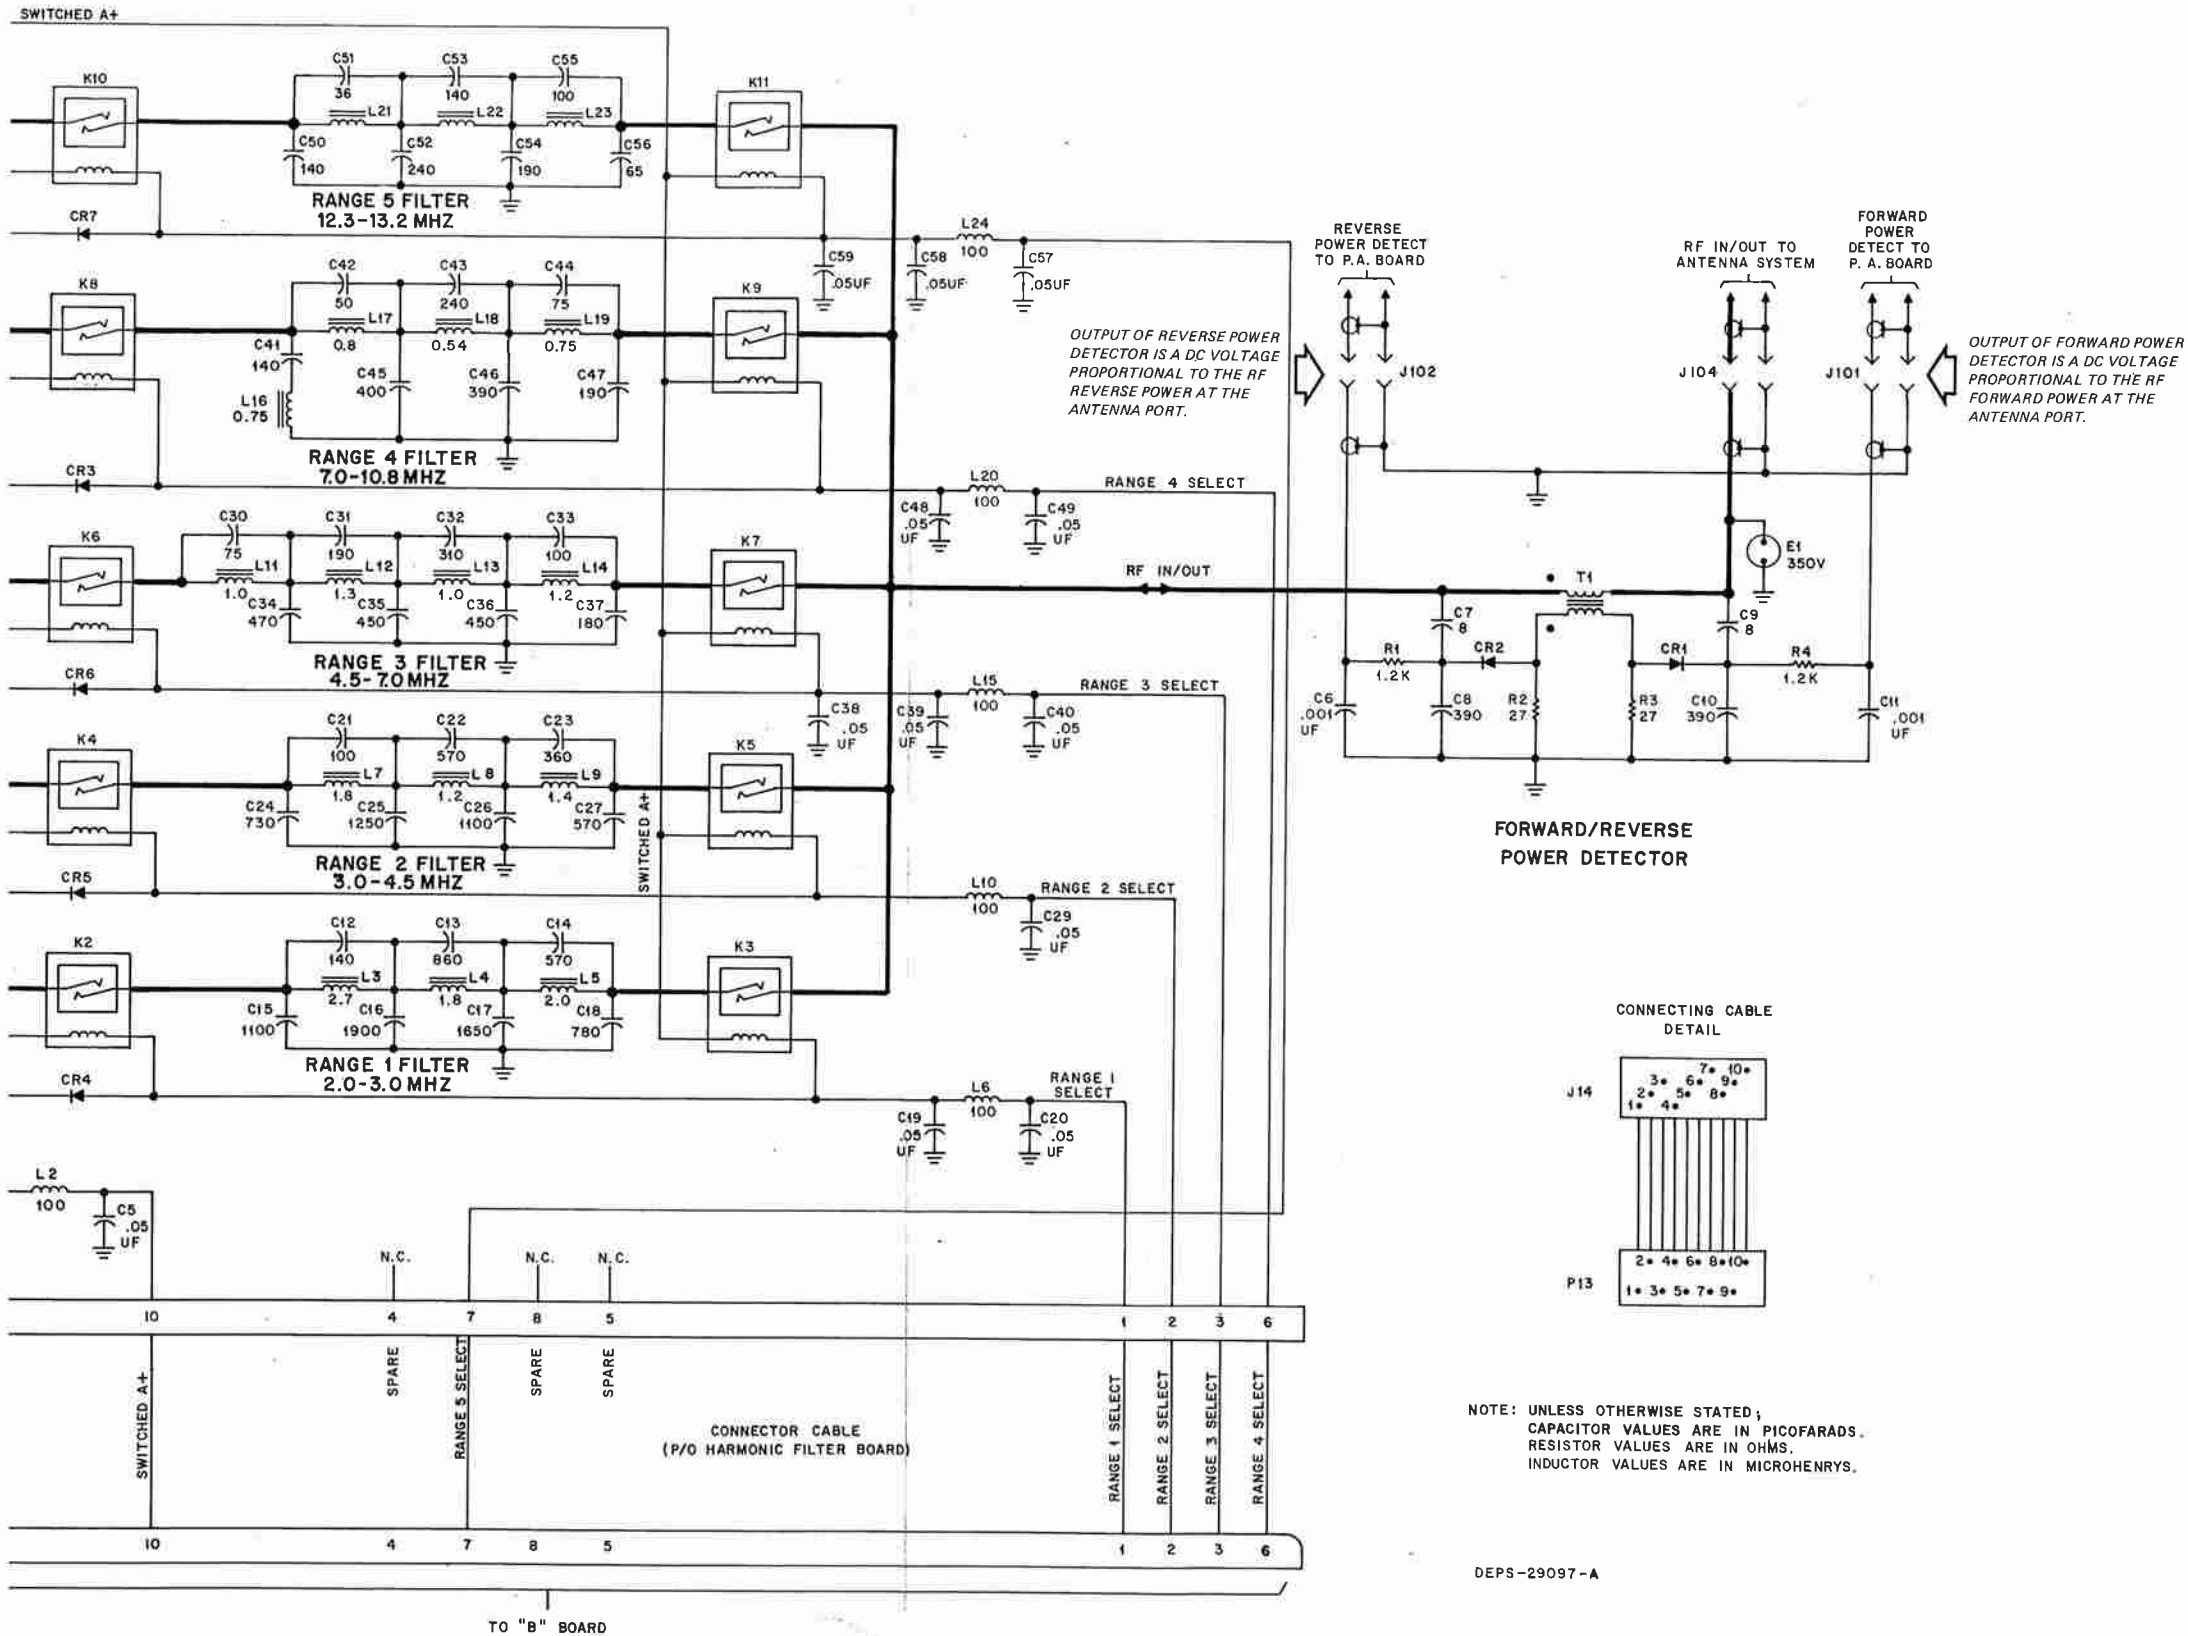 SWITCHED A+
K10
C51
36
C53
140
C55
100
K11
L21
L22
L23
C50
140
C52
240
C54
190
C56
65
RANGE 5 FILTER
12.3-13.2 MHZ
CR7
L24
100
C59
.05UF
C58
.05UF
C57
.05UF
K8
C42
50
C43
240
C44
75
K9
L17
0.8
L18
0.54
L19
0.75
C41
140
L16
0.75
C45
400
C46
390
C47
190
RANGE 4 FILTER
7.0-10.8 MHZ
CR3
L20
100
RANGE 4 SELECT
C48
.05
UF
C49
.05
UF
K6
C30
75
C31
190
C32
310
C33
100
K7
L11
1.0
L12
1.3
L13
1.0
L14
1.2
C34
470
C35
450
C36
450
C37
180
RF IN/OUT
RANGE 3 FILTER
4.5-7.0 MHZ
CR6
L15
100
RANGE 3 SELECT
C38
.05
UF
C39
.05
UF
C40
.05
UF
K4
C21
100
C22
570
C23
360
K5
L7
1.8
L8
1.2
L9
1.4
C24
730
C25
1250
C26
1100
C27
570
SWITCHED A+
RANGE 2 FILTER
3.0-4.5 MHZ
CR5
L10
100
RANGE 2 SELECT
C29
.05
UF
K2
C12
140
C13
860
C14
570
K3
L3
2.7
L4
1.8
L5
2.0
C15
1100
C16
1900
C17
1650
C18
780
RANGE 1 FILTER
2.0-3.0 MHZ
CR4
L6
100
RANGE 1
SELECT
C19
.05
UF
C20
.05
UF
L2
100
C5
.05
UF
N.C.
N.C.
N.C.
10 4 7 8 5 1 2 3 6
SWITCHED A+
SPARE
RANGE 5 SELECT
SPARE
SPARE
CONNECTOR CABLE
(P/O HARMONIC FILTER BOARD)
RANGE 1 SELECT
RANGE 2 SELECT
RANGE 3 SELECT
RANGE 4 SELECT
10 4 7 8 5 1 2 3 6
TO "B" BOARD
REVERSE
POWER DETECT
TO P.A. BOARD
RF IN/OUT TO
ANTENNA SYSTEM
FORWARD
POWER
DETECT TO
P. A. BOARD
OUTPUT OF REVERSE POWER
DETECTOR IS A DC VOLTAGE
PROPORTIONAL TO THE RF
REVERSE POWER AT THE
ANTENNA PORT.
J102
J104
J101
OUTPUT OF FORWARD POWER
DETECTOR IS A DC VOLTAGE
PROPORTIONAL TO THE RF
FORWARD POWER AT THE
ANTENNA PORT.
E1
350V
T1
C7
8
C9
8
R1
1.2K
CR2
CR1
R4
1.2K
C6
.001
UF
C8
390
R2
27
R3
27
C10
390
C11
.001
UF
FORWARD/REVERSE
POWER DETECTOR
CONNECTING CABLE
DETAIL
J14
7 10
3 6 9
2 5 8
1 4
P13
2 4 6 8 10
1 3 5 7 9
NOTE: UNLESS OTHERWISE STATED;
CAPACITOR VALUES ARE IN PICOFARADS.
RESISTOR VALUES ARE IN OHMS.
INDUCTOR VALUES ARE IN MICROHENRYS.
DEPS-29097-A